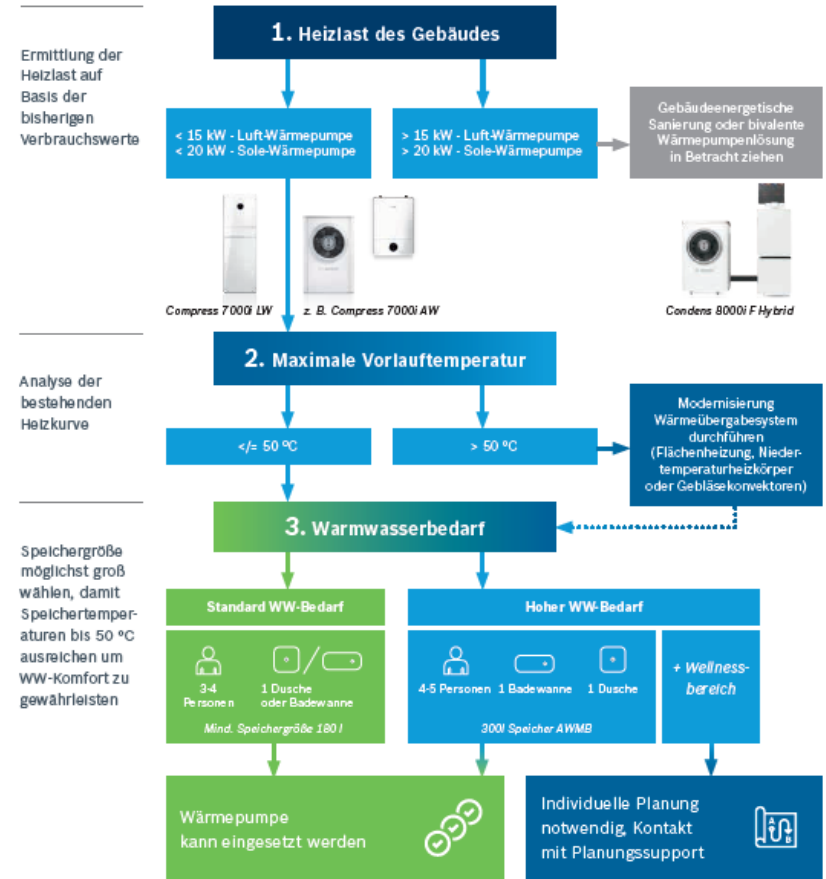 1. Heizlast des Gebäudes
Ermittlung der
Heizlast auf
Basis der
bisherigen
Verbrauchswerte
< 15 kW - Luft-Wärmepumpe
< 20 kW - Sole-Wärmepumpe
> 15 kW - Luft-Wärmepumpe
> 20 kW - Sole-Wärmepumpe
Gebäudeenergetische
Sanierung oder bivalente
Wärmepumpenlösung
in Betracht ziehen
Compress 7000i LW
z. B. Compress 7000i AW
Condens 8000i F Hybrid
2. Maximale Vorlauftemperatur
Analyse der
bestehenden
Heizkurve
</= 50 °C
> 50 °C
Modernisierung
Wärmeübergabesystem
durchführen
(Flächenheizung, Nieder-
temperaturheizkörper
oder Gebläsekonvektoren)
3. Warmwasserbedarf
Speichergröße
möglichst groß
wählen, damit
Speichertemper-
aturen bis 50 °C
ausreichen um
WW-Komfort zu
gewährleisten
Standard WW-Bedarf
3-4
Personen
1 Dusche
oder Badewanne
Mind. Speichergröße 180 l
Hoher WW-Bedarf
4-5 Personen
1 Badewanne
1 Dusche
300l Speicher AWMB
+ Wellness-
bereich
Wärmepumpe
kann eingesetzt werden
Individuelle Planung
notwendig, Kontakt
mit Planungssupport